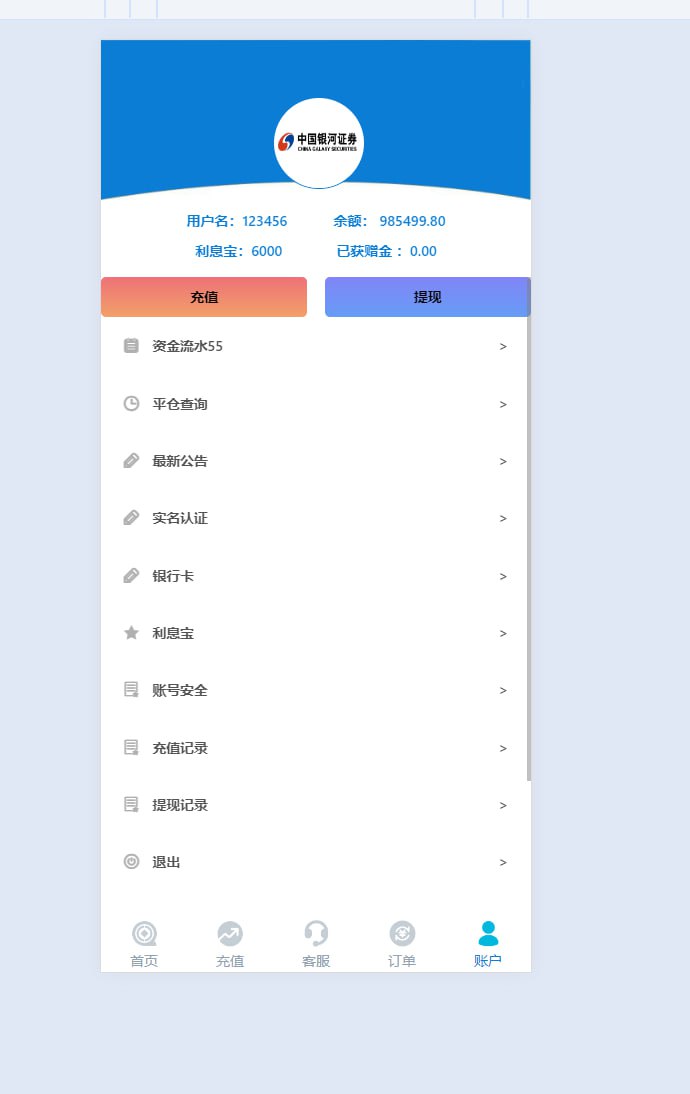 中国银河证券
CHINA GALAXY SECURITIES
用户名：123456 余额： 985499.80
利息宝：6000 已获赠金 ：0.00
充值 提现
资金流水55 >
平仓查询 >
最新公告 >
实名认证 >
银行卡 >
利息宝 >
账号安全 >
充值记录 >
提现记录 >
退出 >
首页 充值 客服 订单 账户